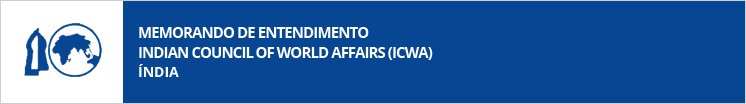 MEMORANDO DE ENTENDIMENTO
INDIAN COUNCIL OF WORLD AFFAIRS (ICWA)
ÍNDIA